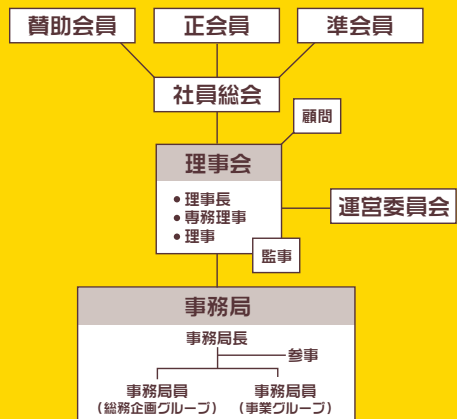 賛助会員
正会員
準会員
社員総会
顧問
理事会
• 理事長
• 専務理事
• 理事
運営委員会
監事
事務局
事務局長
参事
事務局員
(総務企画グループ)
事務局員
(事業グループ)